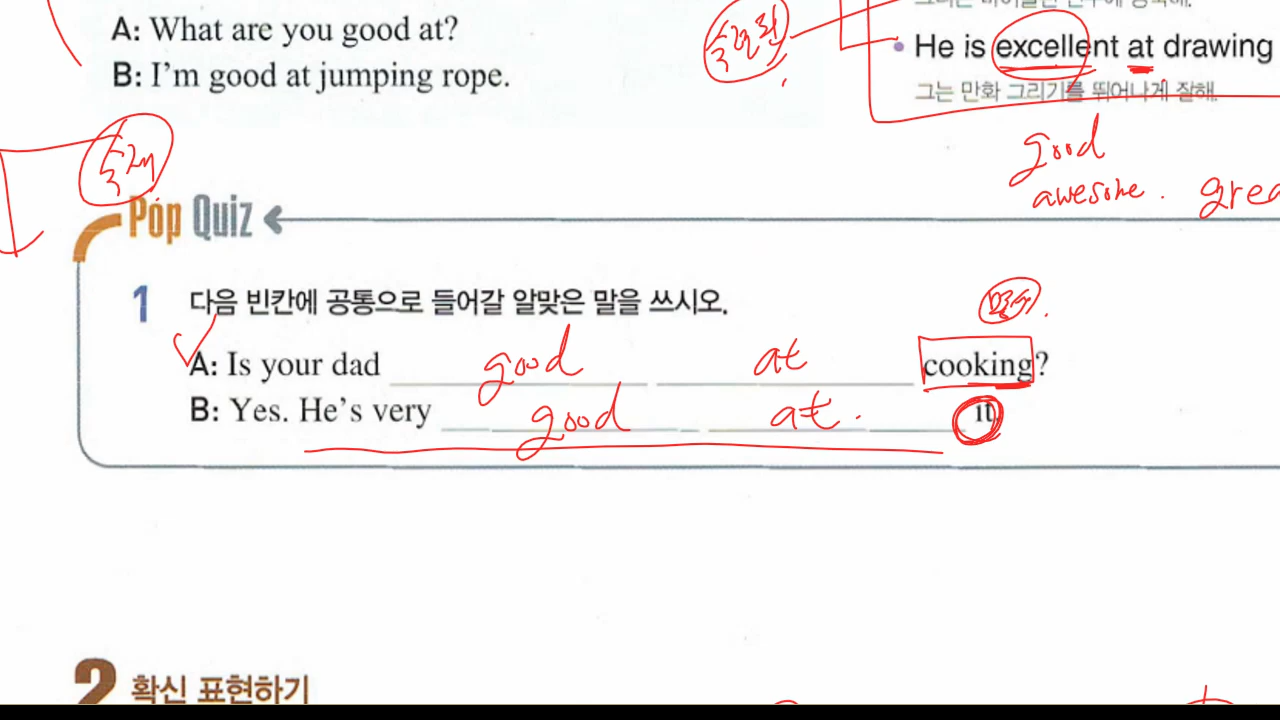 A: What are you good at?
B: I'm good at jumping rope.
He is excellent at drawing
그는 만화 그리기를 뛰어나게 잘해.
good
awesome.
Pop Quiz
1 다음 빈칸에 공통으로 들어갈 알맞은 말을 쓰시오.
A: Is your dad good at cooking?
B: Yes. He's very good at. it
2 확신 표현하기